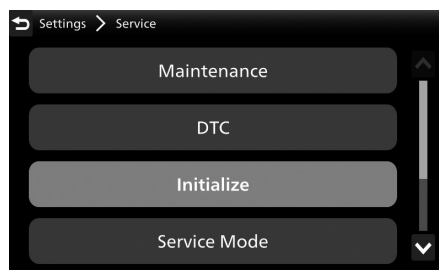 Settings > Service
Maintenance
DTC
Initialize
Service Mode